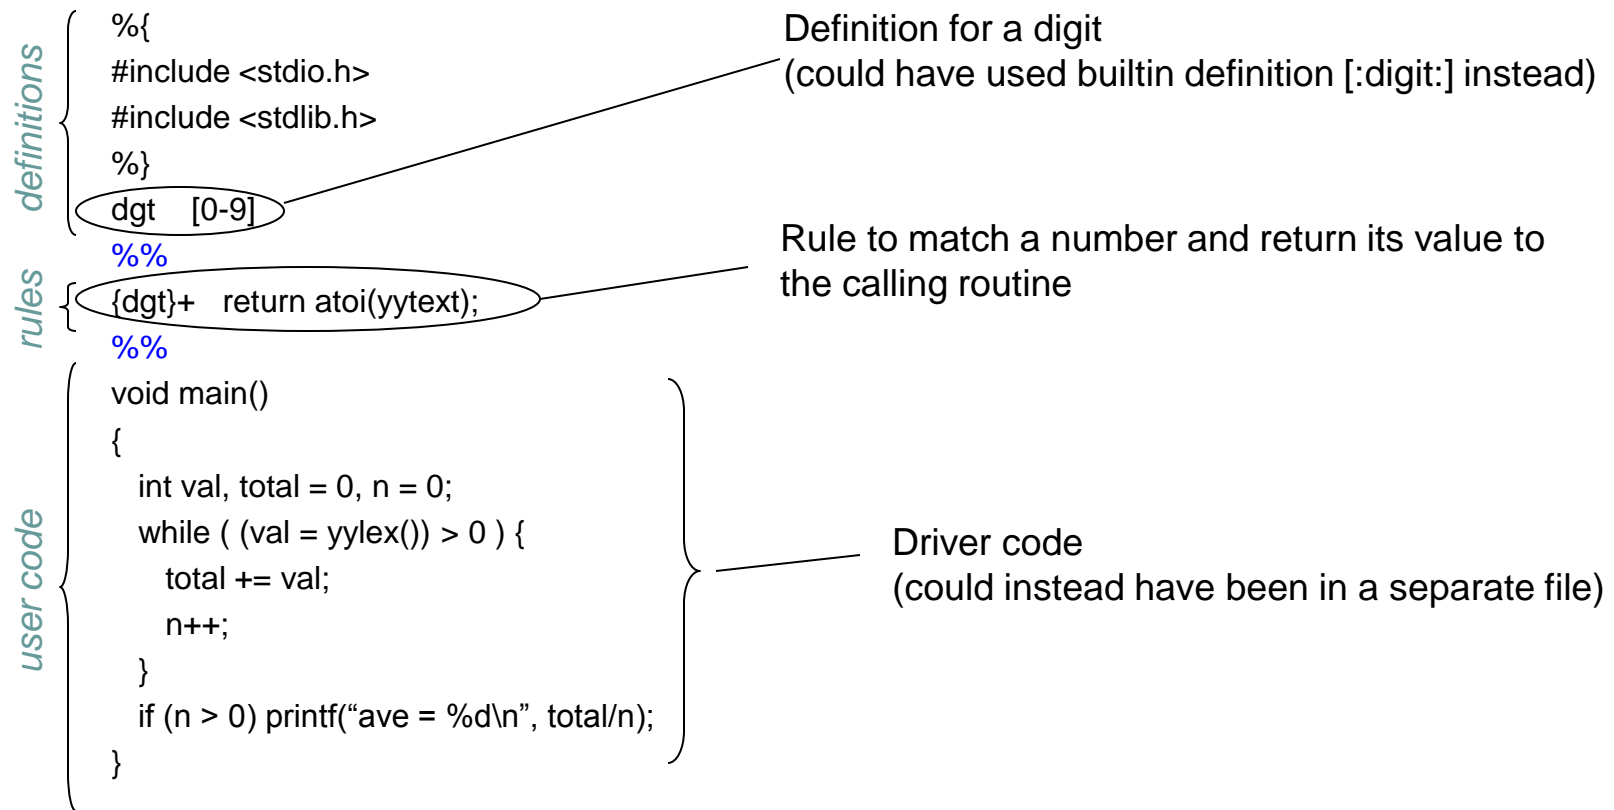 definitions
%{
#include <stdio.h>
#include <stdlib.h>
%}
dgt [0-9]
%%
rules
{dgt}+ return atoi(yytext);
%%
user code
void main()
{
int val, total = 0, n = 0;
while ( (val = yylex()) > 0 ) {
total += val;
n++;
}
if (n > 0) printf(“ave = %d\n”, total/n);
}
Definition for a digit
(could have used builtin definition [:digit:] instead)
Rule to match a number and return its value to
the calling routine
Driver code
(could instead have been in a separate file)